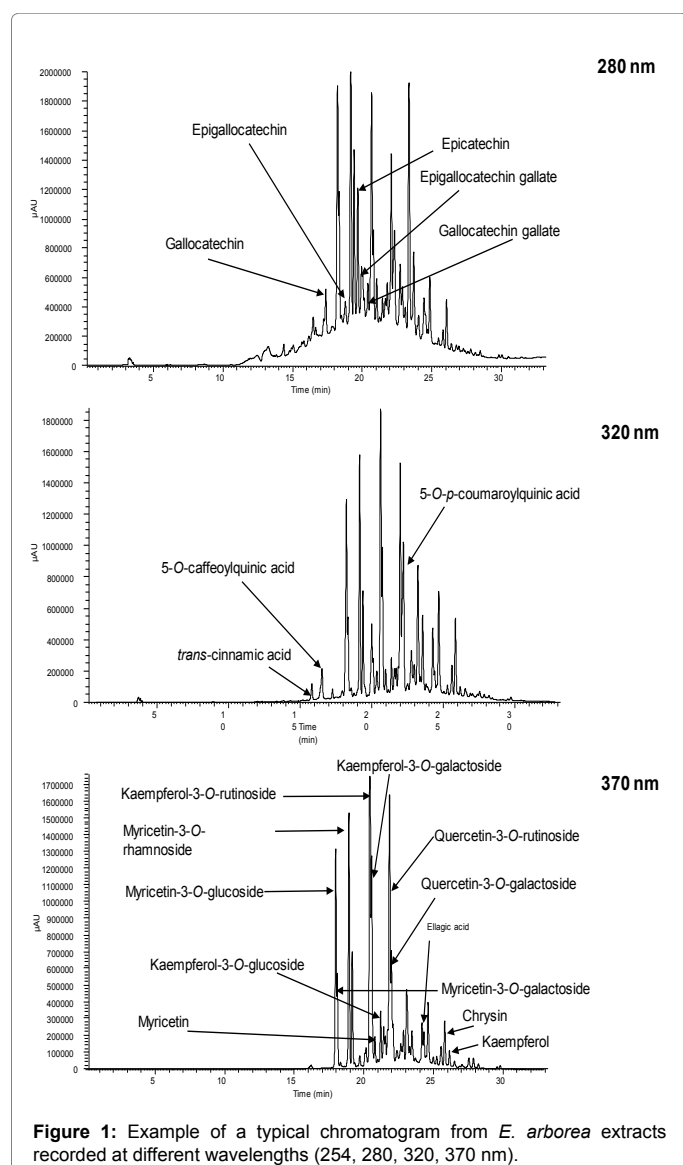 280 nm
2000000
1800000
1600000
1400000
1200000
1000000
800000
600000
400000
200000
0
µAU
Epigallocatechin
Epicatechin
Epigallocatechin gallate
Gallocatechin
Gallocatechin gallate
5 10 15 20 25 30
Time (min)
320 nm
1800000
1600000
1400000
1200000
1000000
800000
600000
400000
200000
0
µAU
5-O-p-coumaroylquinic acid
5-O-caffeoylquinic acid
trans-cinnamic acid
5 1 1 2 2 3
0 5 Time 0 5 0
(min)
Kaempferol-3-O-galactoside
370 nm
1700000
1600000
1500000
1400000
1300000
1200000
1100000
1000000
900000
800000
700000
600000
500000
400000
300000
200000
100000
0
µAU
Kaempferol-3-O-rutinoside
Myricetin-3-O-
rhamnoside
Quercetin-3-O-rutinoside
Myricetin-3-O-glucoside
Quercetin-3-O-galactoside
Ellagic acid
Kaempferol-3-O-glucoside
Myricetin-3-O-galactoside
Myricetin
Chrysin
Kaempferol
5 10 15 20 25 30
Time (min)
Figure 1: Example of a typical chromatogram from E. arborea extracts
recorded at different wavelengths (254, 280, 320, 370 nm).